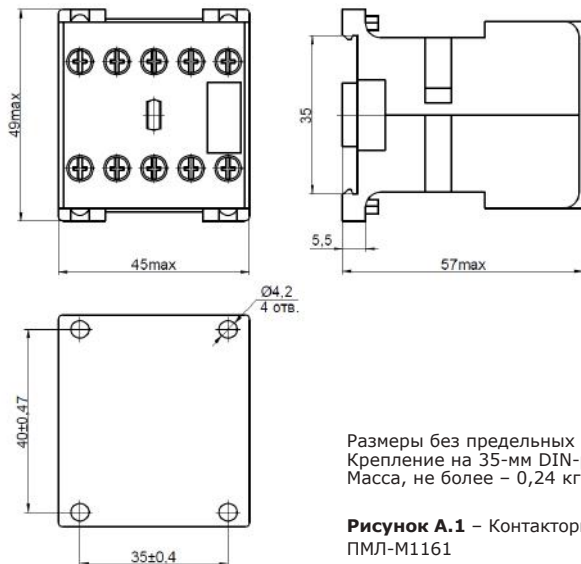 49max
45max
35
5,5
57max
Ø4,2
4 отв.
40±0,47
35±0,4
Размеры без предельных
Крепление на 35-мм DIN-
Масса, не более – 0,24 кг
Рисунок А.1 –
ПМЛ-М1161